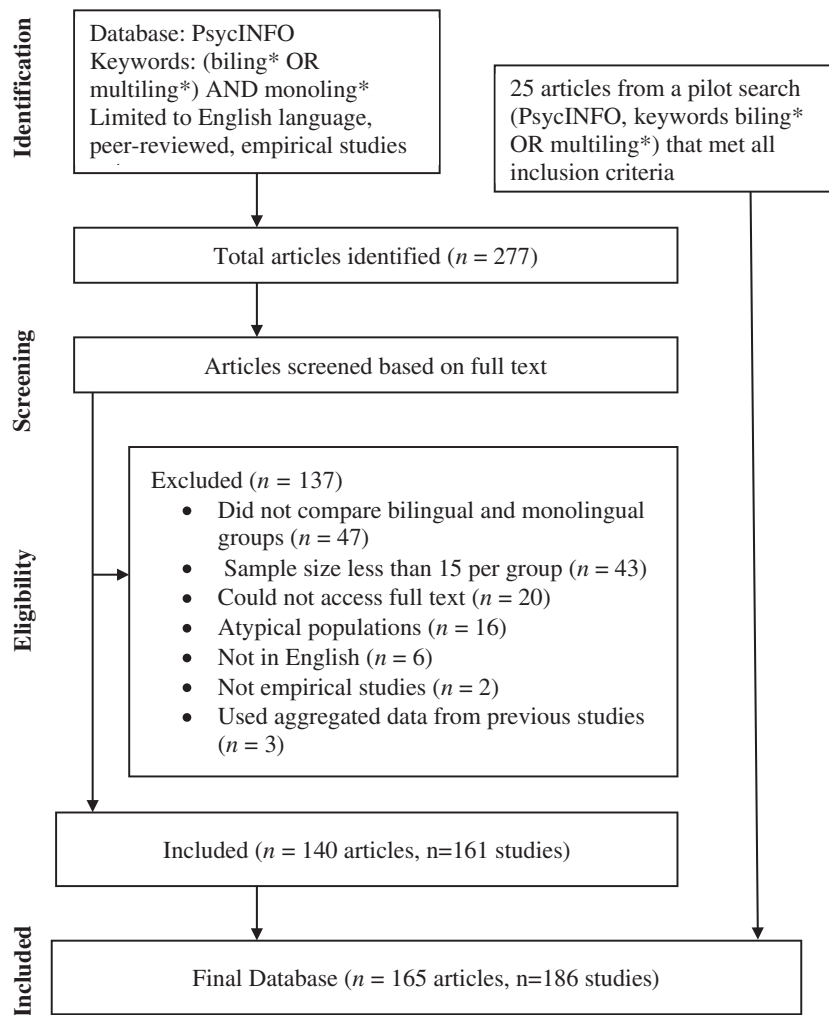 Identification
Database: PsycINFO
Keywords: (biling* OR
multiling*) AND monoling*
Limited to English language,
peer-reviewed, empirical studies
25 articles from a pilot search
(PsycINFO, keywords biling*
OR multiling*) that met all
inclusion criteria
Total articles identified (n = 277)
Screening
Articles screened based on full text
Eligibility
Excluded (n = 137)
• Did not compare bilingual and monolingual
groups (n = 47)
• Sample size less than 15 per group (n = 43)
• Could not access full text (n = 20)
• Atypical populations (n = 16)
• Not in English (n = 6)
• Not empirical studies (n = 2)
• Used aggregated data from previous studies
(n = 3)
Included (n = 140 articles, n=161 studies)
Included
Final Database (n = 165 articles, n=186 studies)